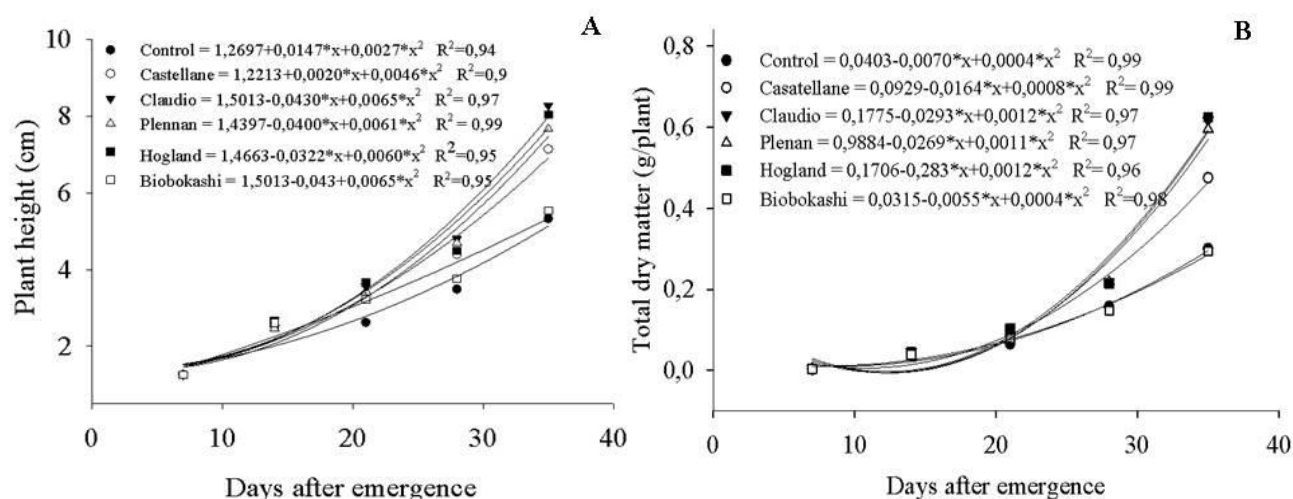 A
10
8
6
4
2
Plant height (cm)
Control = 1,2697+0,0147*x+0,0027*x² R²=0,94
Castellane = 1,2213+0,0020*x+0,0046*x² R²=0,9
Claudio = 1,5013-0,0430*x+0,0065*x² R²= 0,97
Plennan = 1,4397-0,0400*x+0,0061*x² R²= 0,99
Hogland = 1,4663-0,0322*x+0,0060*x² R²=0,95
Biobokashi = 1,5013-0,043+0,0065*x² R²=0,95
0 10 20 30 40
Days after emergence
B
0,8
0,6
0,4
0,2
0,0
Total dry matter (g/plant)
Control = 0,0403-0,0070*x+0,0004*x² R²= 0,99
Casatellane = 0,0929-0,0164*x+0,0008*x² R²= 0,99
Claudio = 0,1775-0,0293*x+0,0012*x² R²= 0,97
Plenan = 0,9884-0,0269*x+0,0011*x² R²= 0,97
Hogland = 0,1706-0,283*x+0,0012*x² R²= 0,96
Biobokashi = 0,0315-0,0055*x+0,0004*x² R²=0,98
0 10 20 30 40
Days after emergence